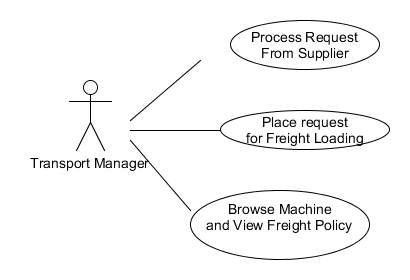 Process Request
From Supplier
Place request
for Freight Loading
Transport Manager
Browse Machine
and View Freight Policy